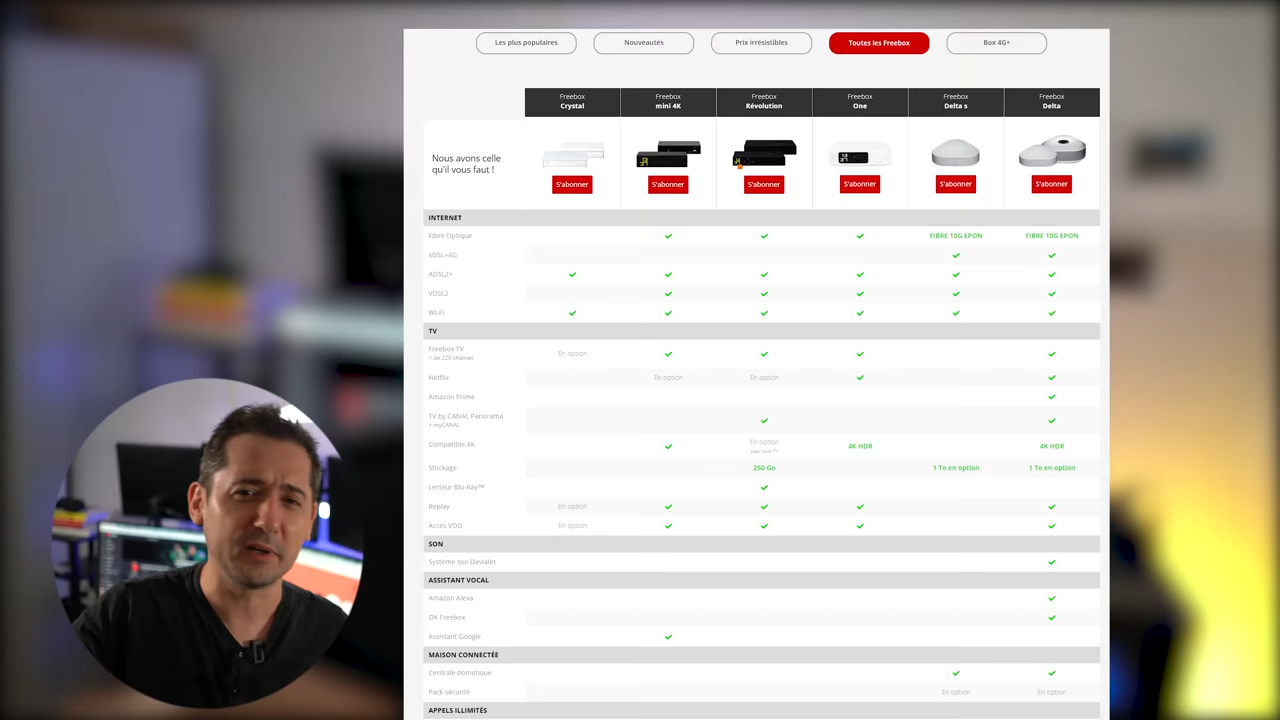 Les plus populaires Nouveautés Prix irrésistibles Toutes les Freebox Box 4G+
Freebox Freebox Freebox Freebox Freebox Freebox
Crystal mini 4K Révolution One Delta s Delta
Nous avons celle
qu'il vous faut !
S'abonner S'abonner S'abonner S'abonner S'abonner S'abonner
INTERNET
Fibre Optique FIBRE 10G EPON FIBRE 10G EPON
xDSL+4G
ADSL2+
VDSL2
WI-FI
TV
Freebox TV En option
+ de 220 chaînes
Netflix En option En option
Amazon Prime
TV by CANAL Panorama
+ myCANAL
Compatible 4K En option 4K HDR 4K HDR
avec Multi TV
Stockage 250 Go 1 To en option 1 To en option
Lecteur Blu-Ray™
Replay En option
Accès VOD En option
SON
Système son Devialet
ASSISTANT VOCAL
Amazon Alexa
OK Freebox
Assistant Google
MAISON CONNECTÉE
Centrale domotique
Pack sécurité En option En option
APPELS ILLIMITÉS